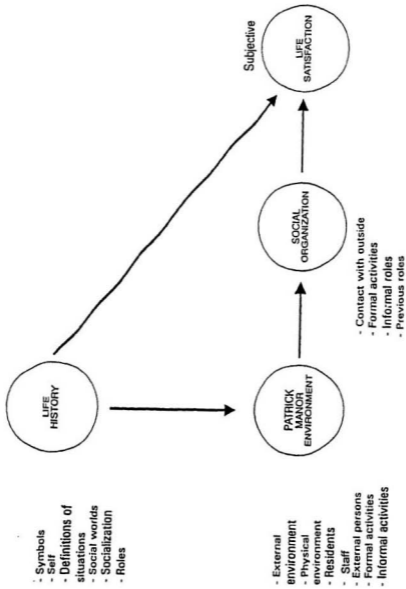 - Symbols
- Self
- Definitions of
situations
- Social worlds
- Socialization
- Roles
LIFE
HISTORY
- External
environment
- Physical
environment
- Residents
- Staff
- External persons
- Formal activities
- Informal activities
PATRICK
MANOR
ENVIRONMENT
SOCIAL
ORGANIZATION
- Contact with outside
- Formal activities
- Informal roles
- Previous roles
Subjective
LIFE
SATISFACTION